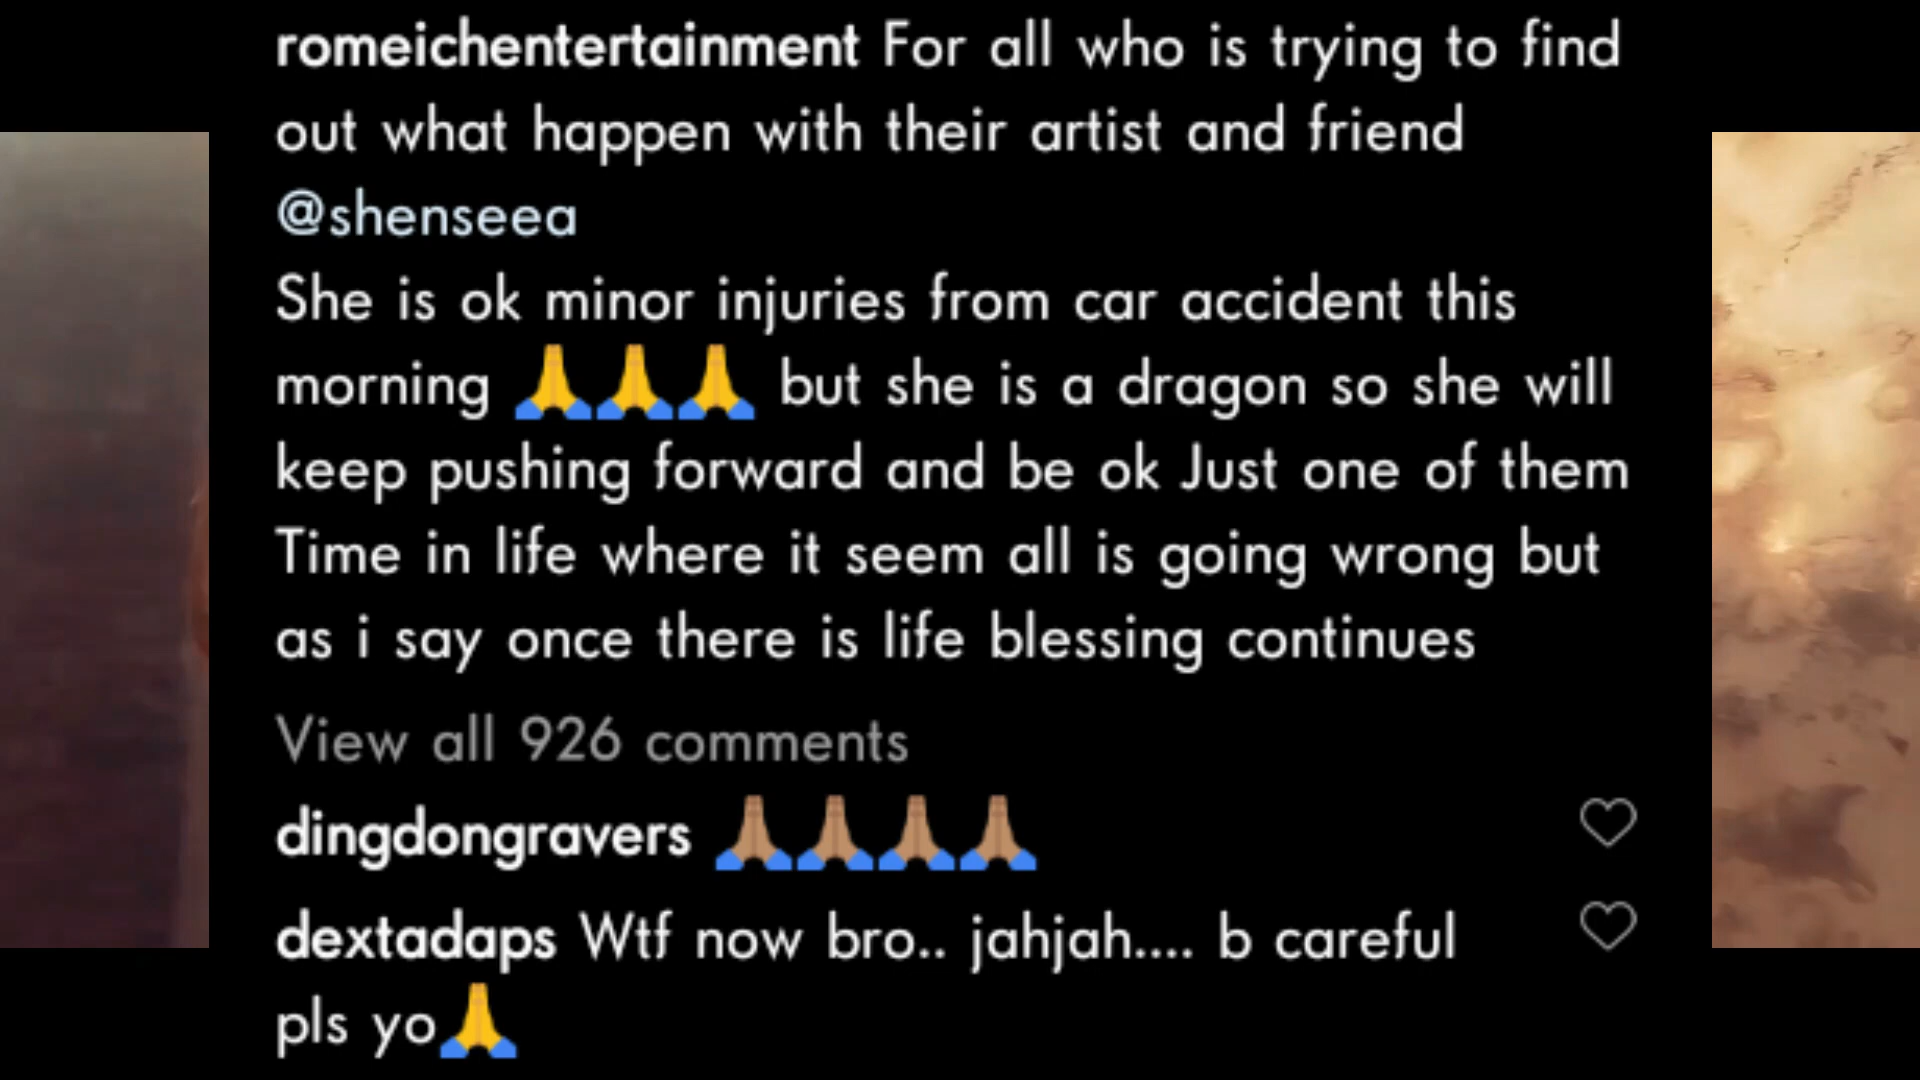 romeichentertainment For all who is trying to find
out what happen with their artist and friend
@shenseea
She is ok minor injuries from car accident this
morning 🙏🙏🙏 but she is a dragon so she will
keep pushing forward and be ok Just one of them
Time in life where it seem all is going wrong but
as i say once there is life blessing continues
View all 926 comments
dingdongravers 🙏🏽🙏🏽🙏🏽🙏🏽
dextadaps Wtf now bro.. jahjah.... b careful
pls yo🙏